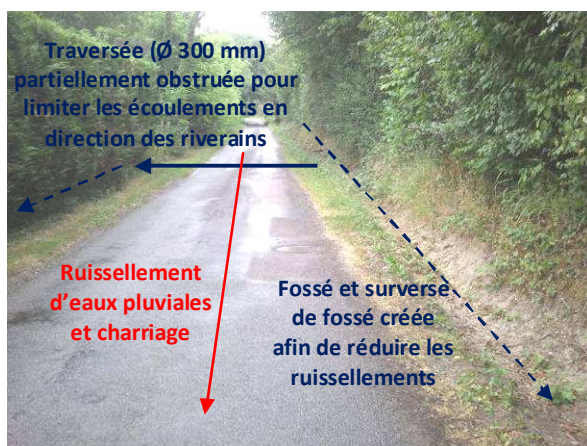 Traversée (Ø 300 mm)
partiellement obstruée pour
limiter les écoulements en
direction des riverains
Ruissellement
d’eaux pluviales
et charriage
Fossé et surverse
de fossé créée
afin de réduire les
ruissellements